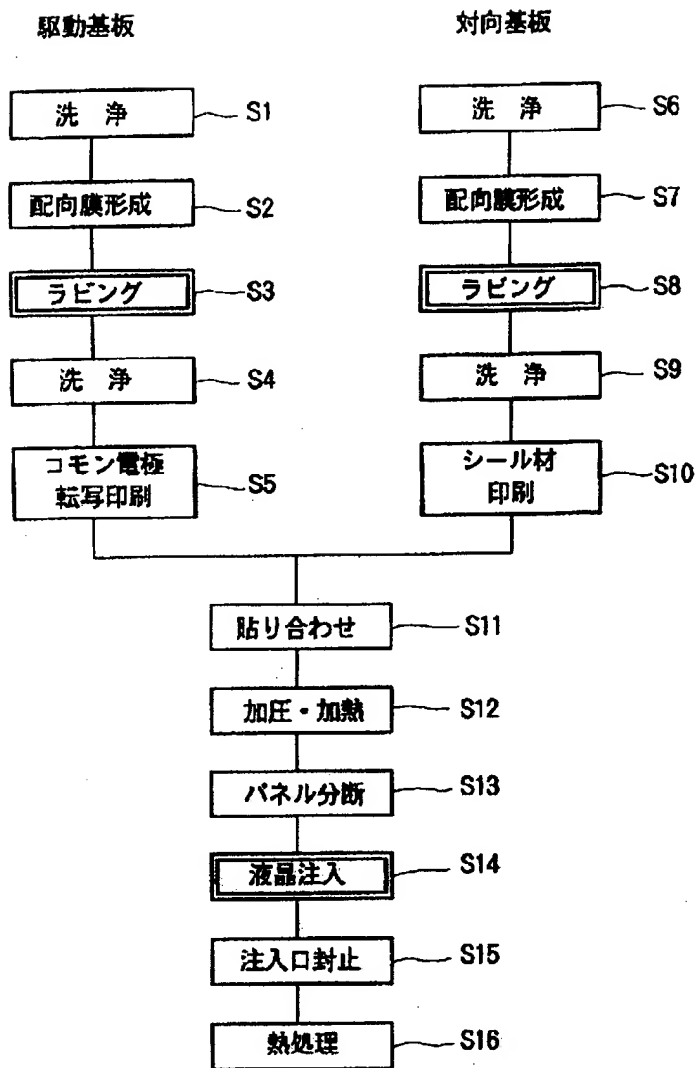 駆動基板
洗 浄 S1
配向膜形成 S2
ラビング S3
洗 浄 S4
コモン電極
転写印刷 S5
対向基板
洗 浄 S6
配向膜形成 S7
ラビング S8
洗 浄 S9
シール材
印刷 S10
貼り合わせ S11
加圧・加熱 S12
パネル分断 S13
液晶注入 S14
注入口封止 S15
熱処理 S16